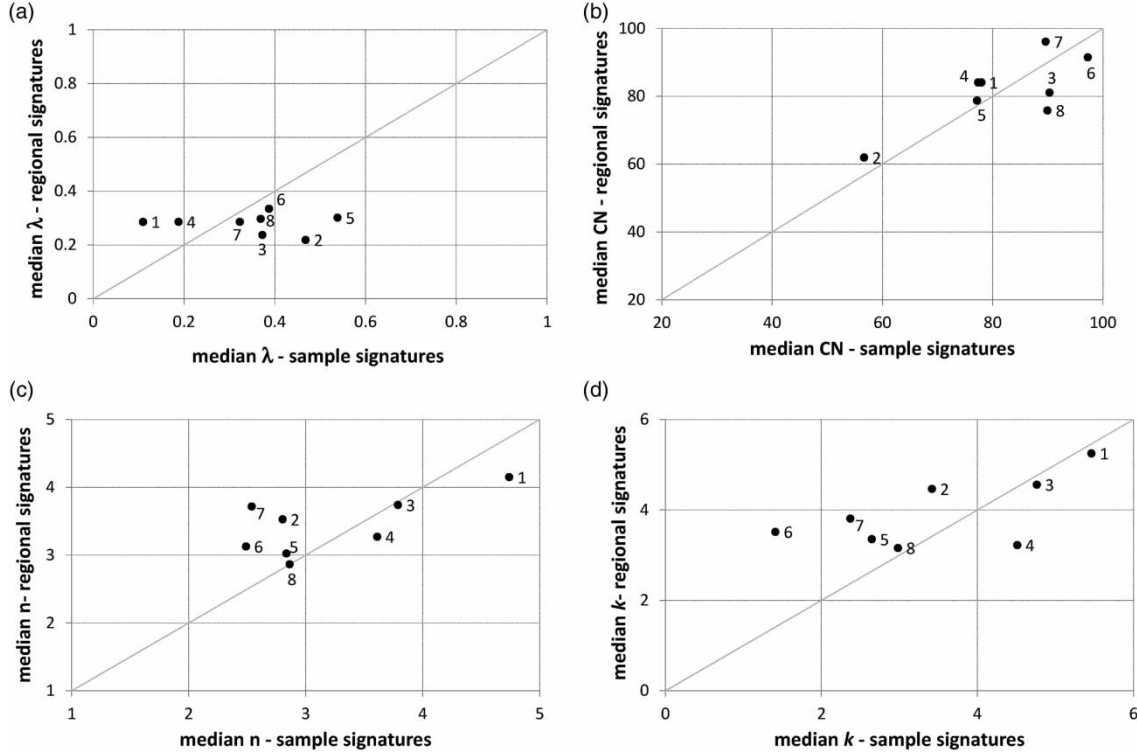 (a)
median λ - regional signatures
1
0.8
0.6
0.4
0.2
0
1
4
7
8
6
3
2
5
0 0.2 0.4 0.6 0.8 1
median λ - sample signatures
(b)
median CN - regional signatures
100
80
60
40
20
7
4 1 3 6
5 8
2
20 40 60 80 100
median CN - sample signatures
(c)
median n- regional signatures
5
4
3
2
1
1
7 2 3
6 5 4
8
1 2 3 4 5
median n - sample signatures
(d)
median k- regional signatures
6
4
2
0
1
2 3
6 7 5 8 4
0 2 4 6
median k - sample signatures